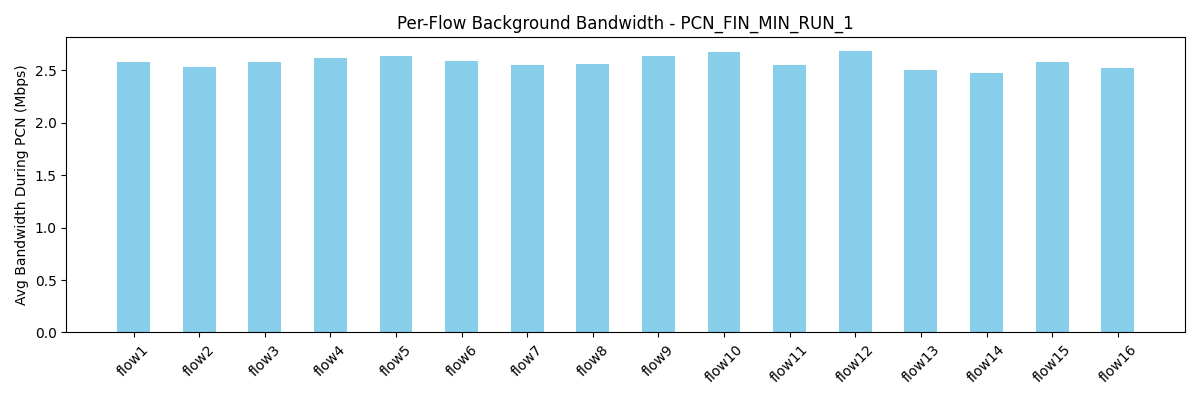 Per-Flow Background Bandwidth - PCN_FIN_MIN_RUN_1
Avg Bandwidth During PCN (Mbps)
2.5
2.0
1.5
1.0
0.5
0.0
flow1
flow2
flow3
flow4
flow5
flow6
flow7
flow8
flow9
flow10
flow11
flow12
flow13
flow14
flow15
flow16